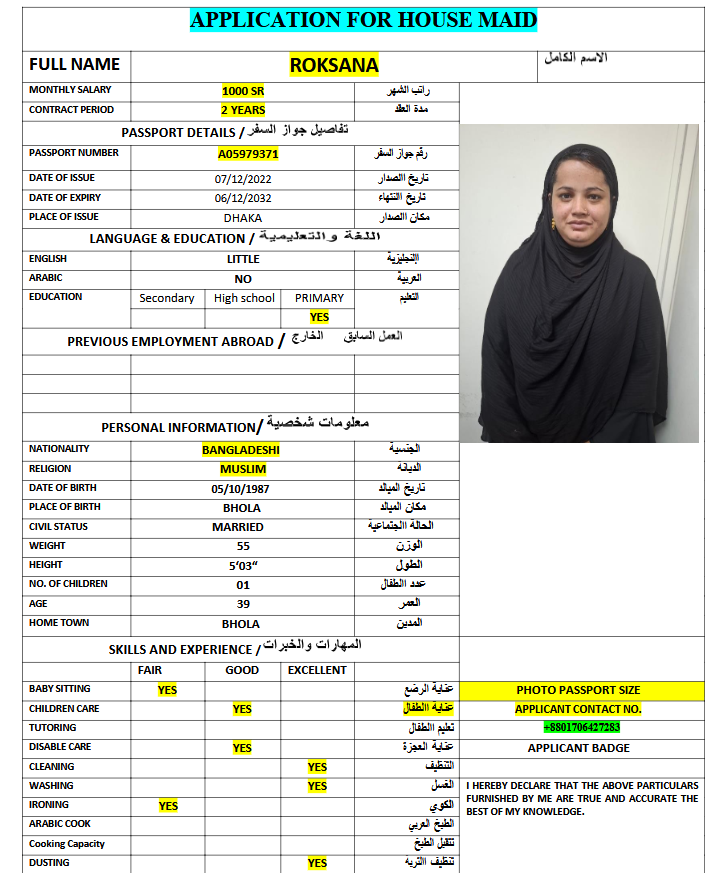 APPLICATION FOR HOUSE MAID
FULL NAME ROKSANA الاسم الكامل
MONTHLY SALARY 1000 SR راتب الشهر
CONTRACT PERIOD 2 YEARS مدة العقد
PASSPORT DETAILS / تفاصيل جواز السفر
PASSPORT NUMBER A05979371 رقم جواز السفر
DATE OF ISSUE 07/12/2022 تاريخ االصدار
DATE OF EXPIRY 06/12/2032 تاريخ االنتهاء
PLACE OF ISSUE DHAKA مكان االصدار
LANGUAGE & EDUCATION / اللغة والتعليمية
ENGLISH LITTLE اإلنجليزية
ARABIC NO العربية
EDUCATION Secondary High school PRIMARY التعليم
YES
PREVIOUS EMPLOYMENT ABROAD / العمل السابق الخارج
PERSONAL INFORMATION/ معلومات شخصية
NATIONALITY BANGLADESHI الجنسية
RELIGION MUSLIM الديانة
DATE OF BIRTH 05/10/1987 تاريخ الميالد
PLACE OF BIRTH BHOLA مكان الميالد
CIVIL STATUS MARRIED الحالة االجتماعية
WEIGHT 55 الوزن
HEIGHT 5‘03“ الطول
NO. OF CHILDREN 01 عدد االطفال
AGE 39 العمر
HOME TOWN BHOLA المدين
SKILLS AND EXPERIENCE / المهارات والخبرات
FAIR GOOD EXCELLENT
BABY SITTING YES عناية الرضع PHOTO PASSPORT SIZE
CHILDREN CARE YES عناية االطفال APPLICANT CONTACT NO.
TUTORING تعليم االطفال +8801706427283
DISABLE CARE YES عناية العجزة APPLICANT BADGE
CLEANING YES التنظيف
WASHING YES الغسل I HEREBY DECLARE THAT THE ABOVE PARTICULARS
IRONING YES الكوي FURNISHED BY ME ARE TRUE AND ACCURATE THE
BEST OF MY KNOWLEDGE.
ARABIC COOK الطبخ العربي
Cooking Capacity تتقبل الطبخ
DUSTING YES تنظيف االتربة